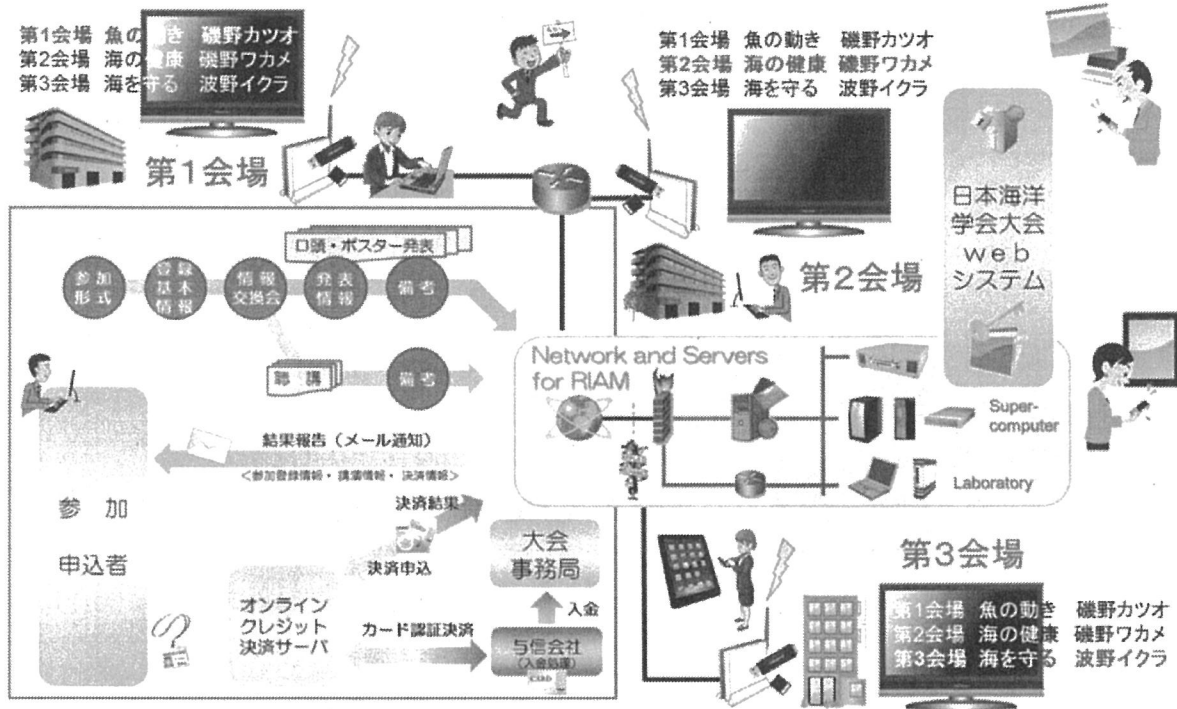 第1会場 魚の動き 磯野カツオ
第2会場 海の健康 磯野ワカメ
第3会場 海を守る 波野イクラ
第1会場
第1会場 魚の動き 磯野カツオ
第2会場 海の健康 磯野ワカメ
第3会場 海を守る 波野イクラ
第2会場
日本海洋
学会大会
web
システム
口頭・ポスター発表
参加
形式
登録
基本
情報
情報
交換会
発表
情報
備考
聴講
備考
結果報告(メール通知)
<参加登録情報・講演情報・決済情報>
参加
申込者
決済結果
決済申込
オンライン
クレジット
決済サーバ
カード認証決済
大会
事務局
入金
与信会社
(入金処理)
CARD
Network and Servers
for RIAM
Super-
computer
Laboratory
第3会場
第1会場 魚の動き 磯野カツオ
第2会場 海の健康 磯野ワカメ
第3会場 海を守る 波野イクラ